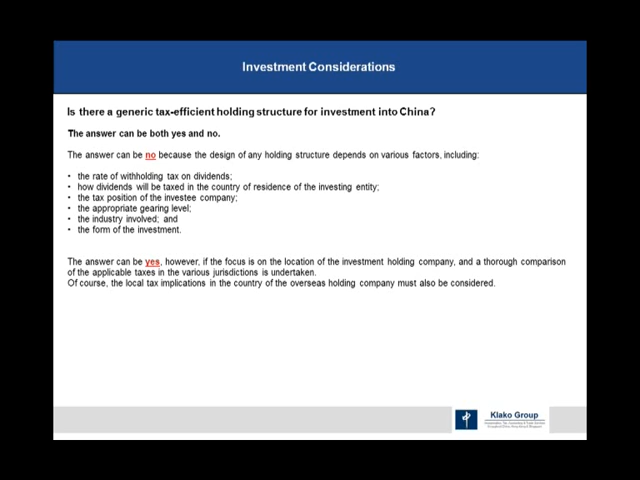 Investment Considerations
Is there a generic tax-efficient holding structure for investment into China?
The answer can be both yes and no.
The answer can be no because the design of any holding structure depends on various factors, including:
• the rate of withholding tax on dividends;
• how dividends will be taxed in the country of residence of the investing entity;
• the tax position of the investee company;
• the appropriate gearing level;
• the industry involved; and
• the form of the investment.
The answer can be yes, however, if the focus is on the location of the investment holding company, and a thorough comparison
of the applicable taxes in the various jurisdictions is undertaken.
Of course, the local tax implications in the country of the overseas holding company must also be considered.
Klako Group